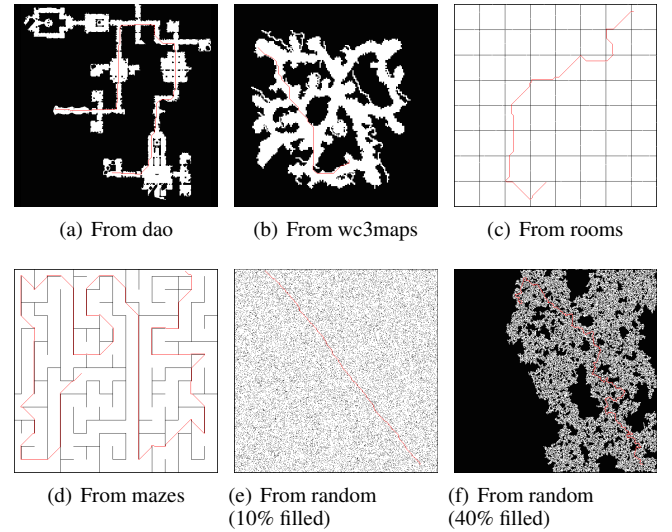 (a) From dao
(b) From wc3maps
(c) From rooms
(d) From mazes
(e) From random
(10% filled)
(f) From random
(40% filled)